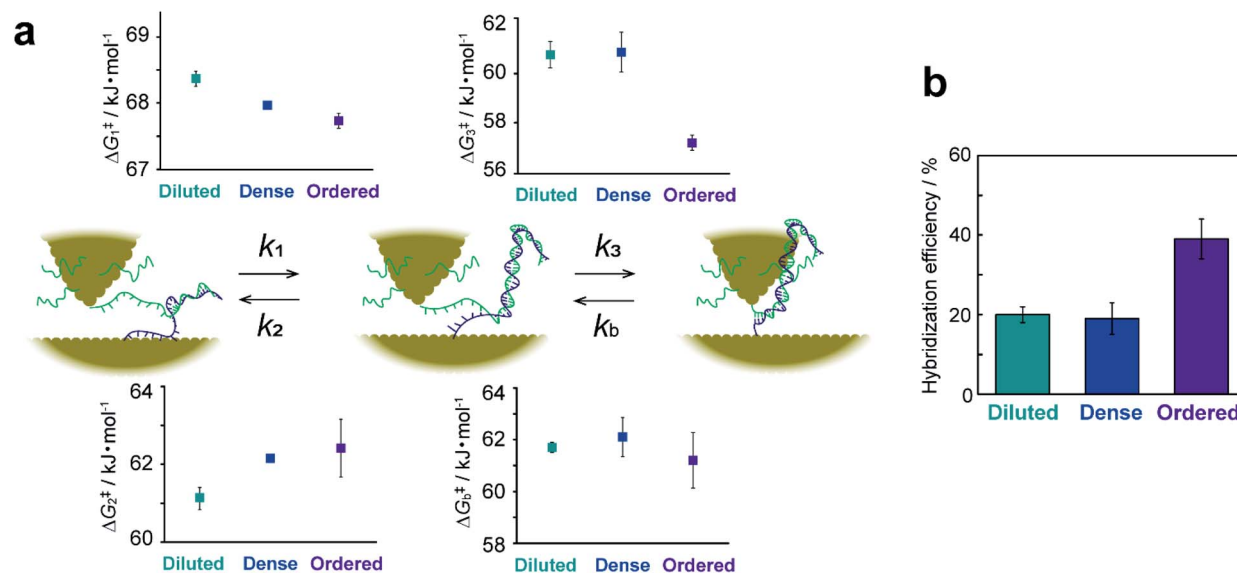 a
ΔG₁‡ / kJ•mol⁻¹
69
68
67
Diluted Dense Ordered
ΔG₃‡ / kJ•mol⁻¹
62
60
58
56
Diluted Dense Ordered
k₁
k₂
k₃
k_b
ΔG₂‡ / kJ•mol⁻¹
64
62
60
Diluted Dense Ordered
ΔG_b‡ / kJ•mol⁻¹
64
62
60
58
Diluted Dense Ordered
b
Hybridization efficiency / %
60
40
20
0
Diluted Dense Ordered